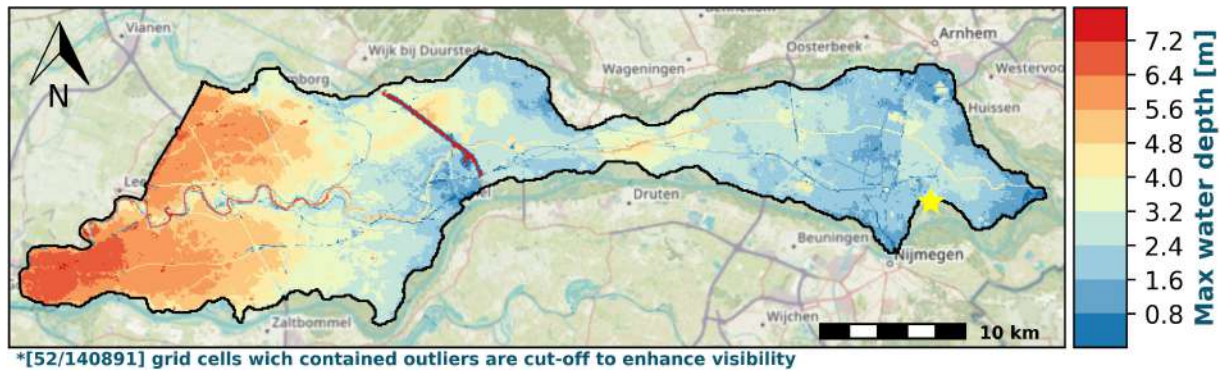 Vianen
Wijk bij Duurstede
Wageningen
Oosterbeek
Arnhem
Westervoo
Huissen
N
Druten
Beuningen
Nijmegen
Zaltbommel
Wijchen
10 km
7.2
6.4
5.6
4.8
4.0
3.2
2.4
1.6
0.8
Max water depth [m]
*[52/140891] grid cells wich contained outliers are cut-off to enhance visibility